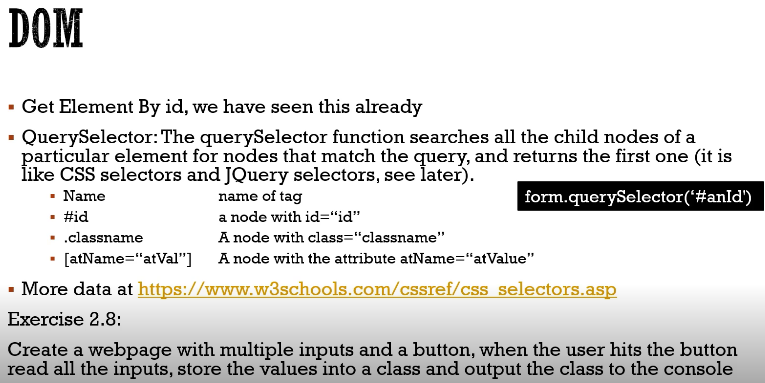 DOM
▪ Get Element By id, we have seen this already
▪ QuerySelector: The querySelector function searches all the child nodes of a
particular element for nodes that match the query, and returns the first one (it is
like CSS selectors and JQuery selectors, see later).
▪ Name name of tag
▪ #id a node with id=“id”
▪ .classname A node with class=“classname”
▪ [atName=“atVal”] A node with the attribute atName=“atValue”
form.querySelector(‘#anId’)
▪ More data at https://www.w3schools.com/cssref/css_selectors.asp
Exercise 2.8:
Create a webpage with multiple inputs and a button, when the user hits the button
read all the inputs, store the values into a class and output the class to the console